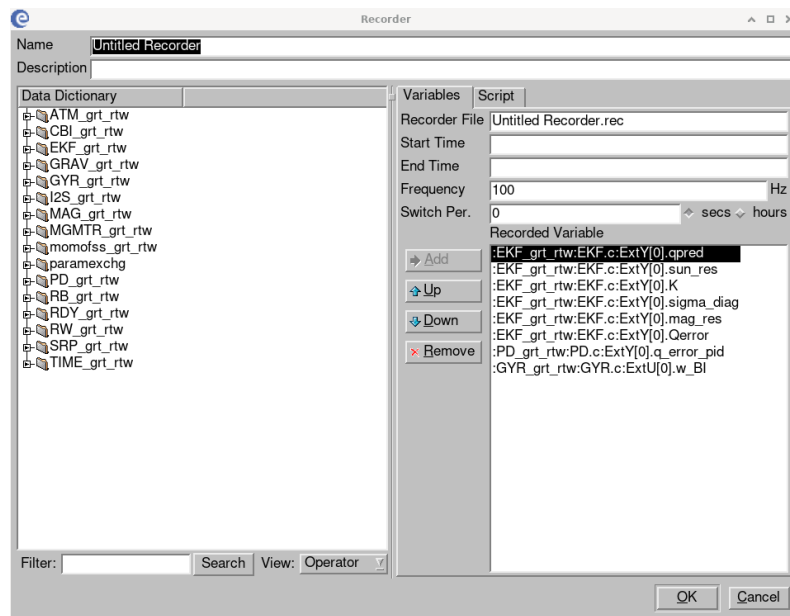 Recorder
Name Untitled Recorder
Description
Data Dictionary
ATM_grt_rtw
CBI_grt_rtw
EKF_grt_rtw
GRAV_grt_rtw
GYR_grt_rtw
I2S_grt_rtw
MAG_grt_rtw
MGMTR_grt_rtw
momofss_grt_rtw
paramexchg
PD_grt_rtw
RB_grt_rtw
RDY_grt_rtw
RW_grt_rtw
SRP_grt_rtw
TIME_grt_rtw
Filter: Search View: Operator
Variables Script
Recorder File Untitled Recorder.rec
Start Time
End Time
Frequency 100 Hz
Switch Per. 0 secs hours
Recorded Variable
Add
Up
Down
Remove
:EKF_grt_rtw:EKF.c:ExtY[0].qpred
:EKF_grt_rtw:EKF.c:ExtY[0].sun_res
:EKF_grt_rtw:EKF.c:ExtY[0].K
:EKF_grt_rtw:EKF.c:ExtY[0].sigma_diag
:EKF_grt_rtw:EKF.c:ExtY[0].mag_res
:EKF_grt_rtw:EKF.c:ExtY[0].Qerror
:PD_grt_rtw:PD.c:ExtY[0].q_error_pid
:GYR_grt_rtw:GYR.c:ExtU[0].w_BI
OK Cancel